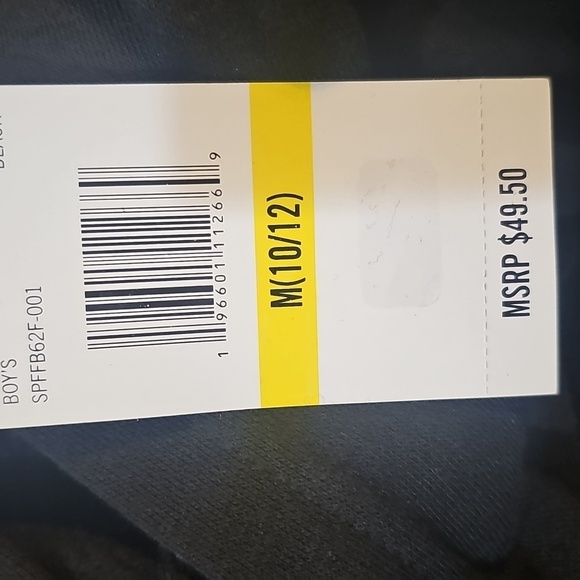 BOY'S
SPFFB62F-001
1 96601 11266 9
M(10/12)
MSRP $49.50